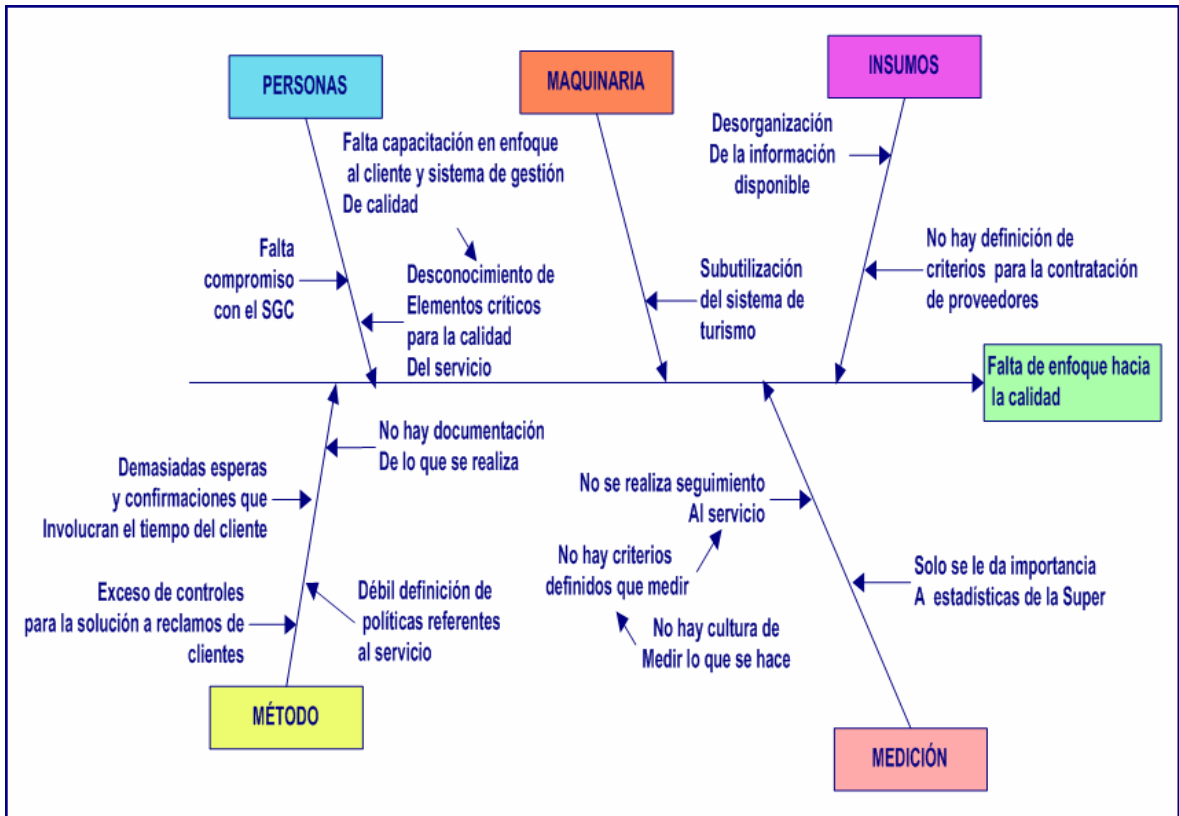 PERSONAS
MAQUINARIA
INSUMOS
Falta capacitación en enfoque
al cliente y sistema de gestión
De calidad
Desorganización
De la información
disponible
Falta
compromiso
con el SGC
Desconocimiento de
Elementos críticos
para la calidad
Del servicio
Subutilización
del sistema de
turismo
No hay definición de
criterios para la contratación
de proveedores
Falta de enfoque hacia
la calidad
No hay documentación
De lo que se realiza
Demasiadas esperas
y confirmaciones que
Involucran el tiempo del cliente
Exceso de controles
para la solución a reclamos de
clientes
Débil definición de
políticas referentes
al servicio
No se realiza seguimiento
Al servicio
No hay criterios
definidos que medir
No hay cultura de
Medir lo que se hace
Solo se le da importancia
A estadísticas de la Super
MÉTODO
MEDICIÓN